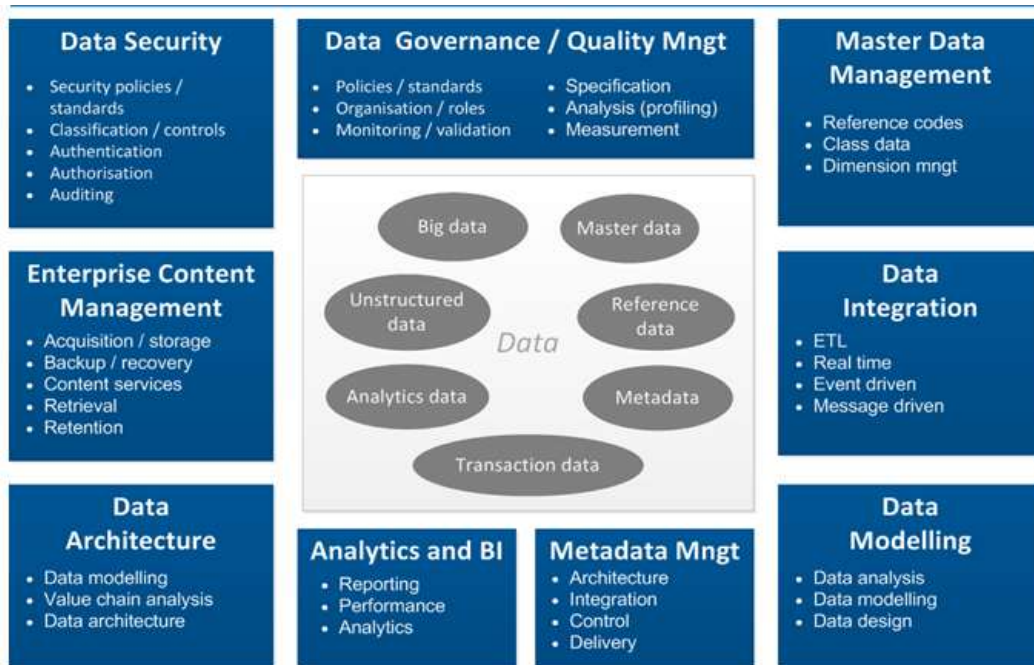 Data Security
• Security policies /
standards
• Classification / controls
• Authentication
• Authorisation
• Auditing
Data Governance / Quality Mngt
• Policies / standards
• Organisation / roles
• Monitoring / validation
• Specification
• Analysis (profiling)
• Measurement
Master Data
Management
• Reference codes
• Class data
• Dimension mngt
Enterprise Content
Management
• Acquisition / storage
• Backup / recovery
• Content services
• Retrieval
• Retention
Big data
Master data
Unstructured
data
Reference
data
Data
Analytics data
Metadata
Transaction data
Data
Integration
• ETL
• Real time
• Event driven
• Message driven
Data
Architecture
• Data modelling
• Value chain analysis
• Data architecture
Analytics and BI
• Reporting
• Performance
• Analytics
Metadata Mngt
• Architecture
• Integration
• Control
• Delivery
Data
Modelling
• Data analysis
• Data modelling
• Data design